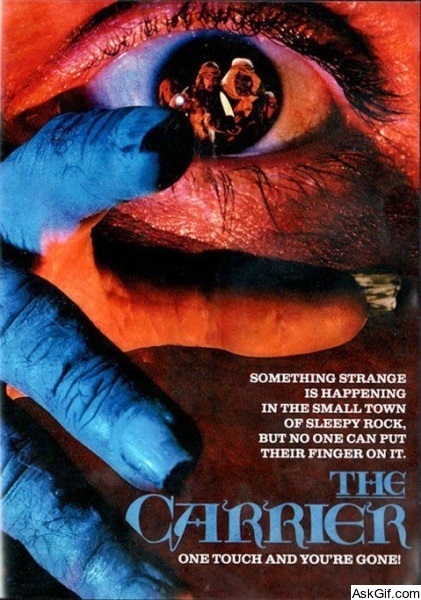 SOMETHING STRANGE
IS HAPPENING
IN THE SMALL TOWN
OF SLEEPY ROCK,
BUT NO ONE CAN PUT
THEIR FINGER ON IT.
THE
CARRIER
ONE TOUCH AND YOU'RE GONE!
AskGif.com